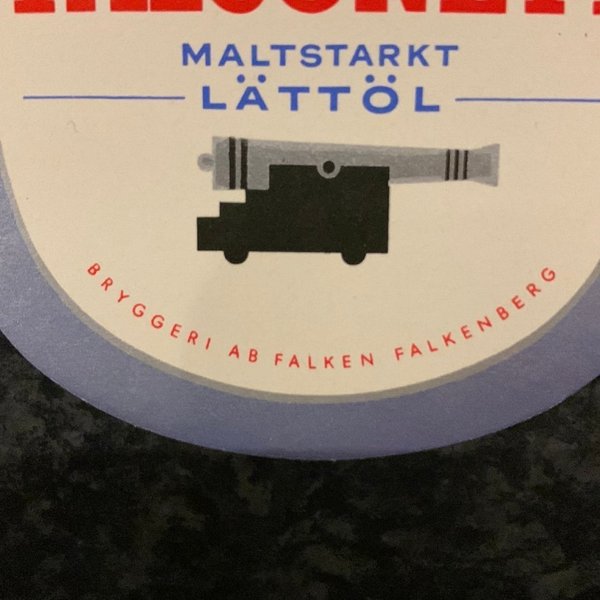 MALTSTARKT
LÄTTÖL
BRYGGERI AB FALKEN FALKENBERG